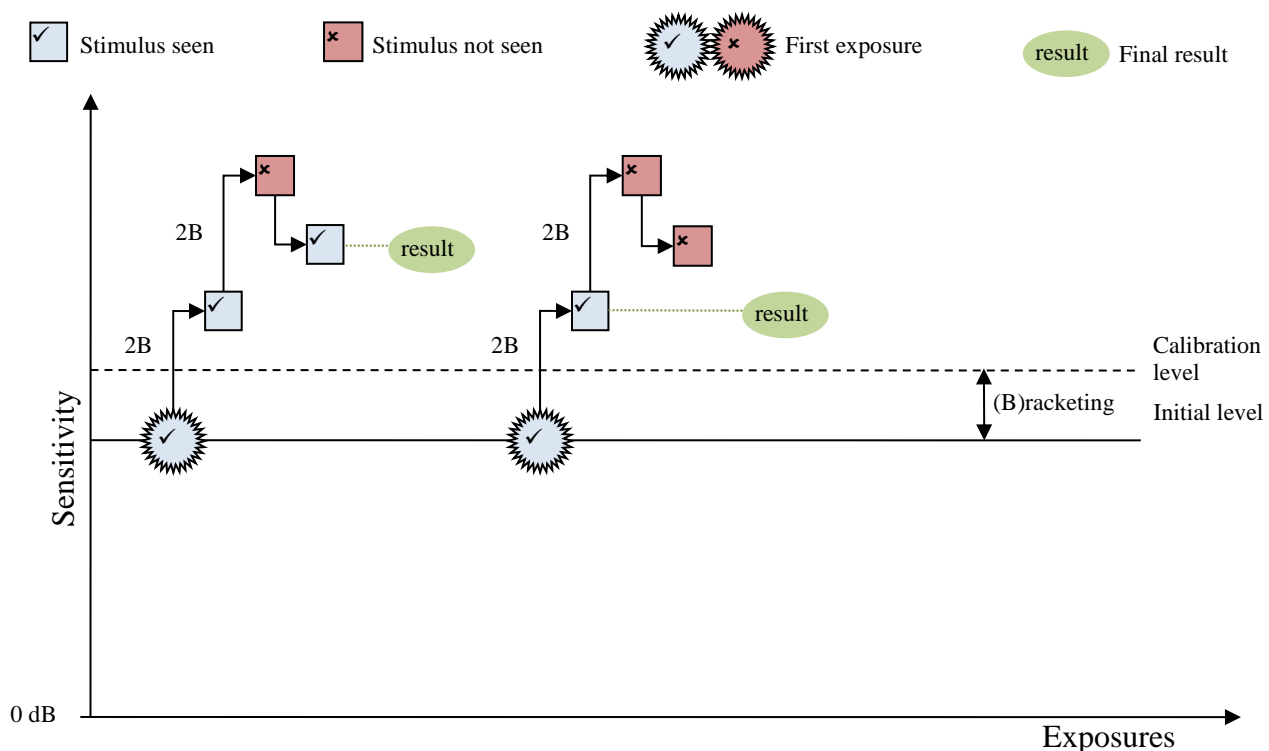 Stimulus seen
Stimulus not seen
First exposure
result
Final result
2B
2B
result
2B
2B
result
Calibration
level
(B)racketing
Initial level
Sensitivity
0 dB
Exposures